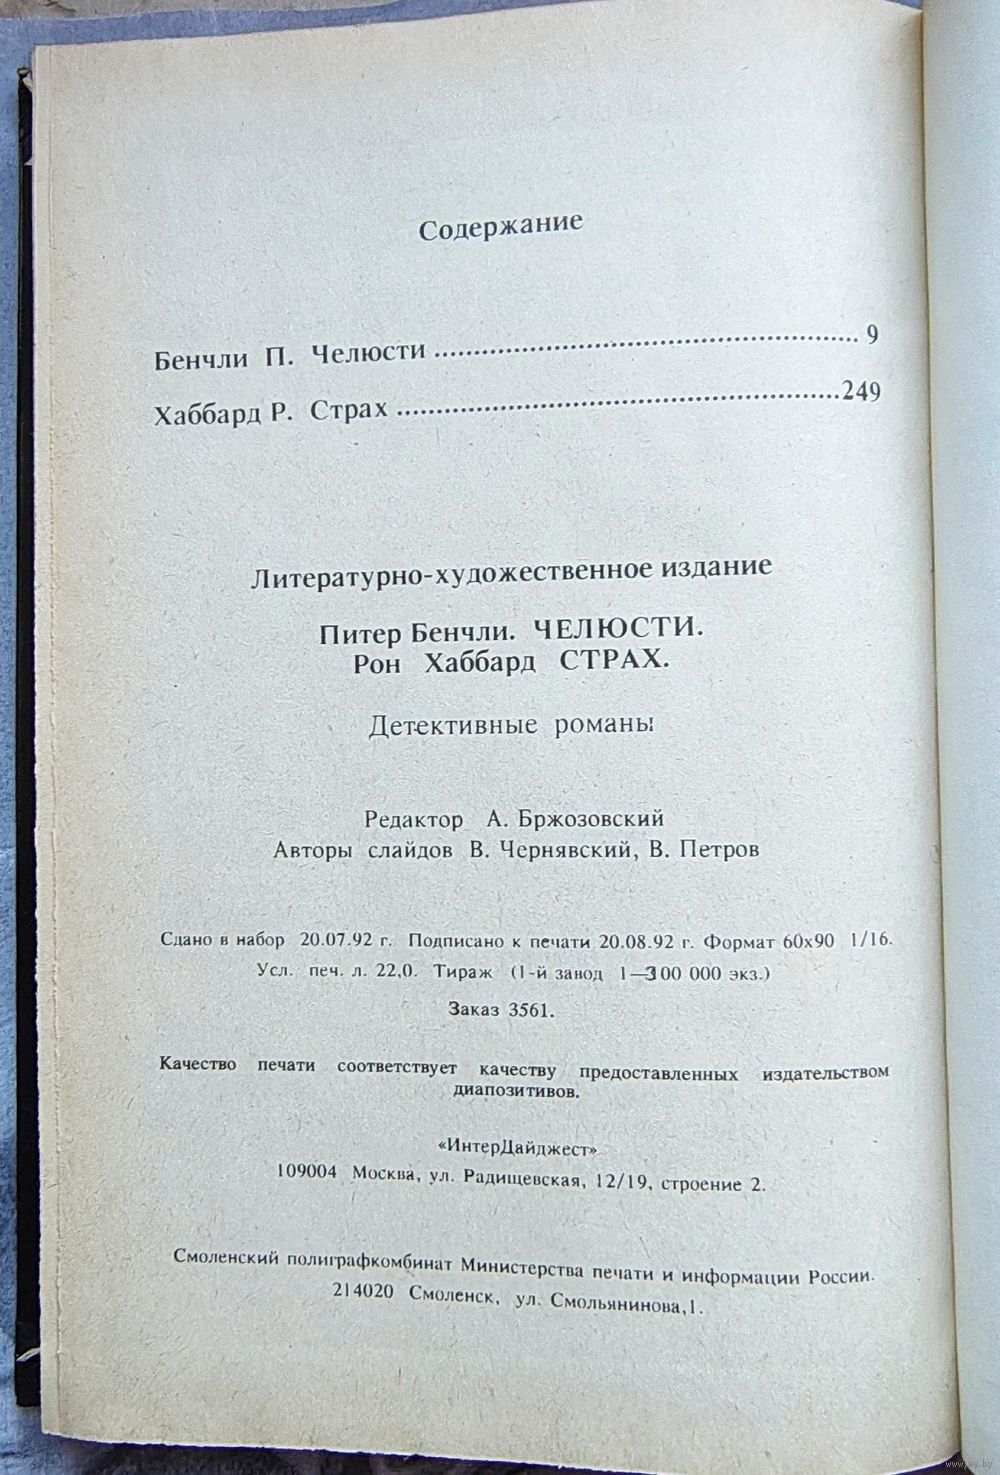 Содержание
Бенчли П. Челюсти ........................................................ 9
Хаббард Р. Страх ........................................................249
Литературно-художественное издание
Питер Бенчли. ЧЕЛЮСТИ.
Рон Хаббард СТРАХ.
Детективные романы
Редактор А. Бржозовский
Авторы слайдов В. Чернявский, В. Петров
Сдано в набор 20.07.92 г. Подписано к печати 20.08.92 г. Формат 60x90 1/16.
Усл. печ. л. 22,0. Тираж (1-й завод 1—300 000 экз.)
Заказ 3561.
Качество печати соответствует качеству предоставленных издательством
диапозитивов.
«ИнтерДайджест»
109004 Москва, ул. Радищевская, 12/19, строение 2.
Смоленский полиграфкомбинат Министерства печати и информации России.
214020 Смоленск, ул. Смольянинова,1.
www.ay.by